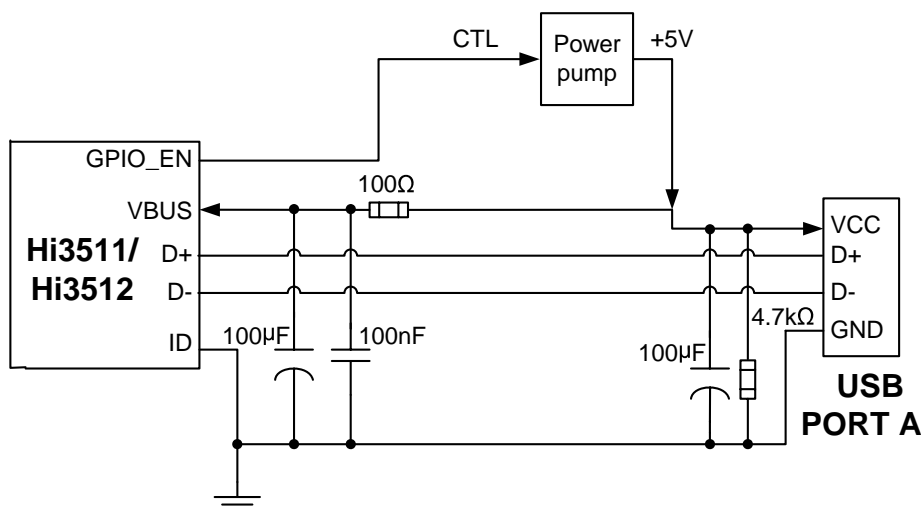 CTL
Power
pump
+5V
GPIO_EN
100Ω
VBUS
VCC
Hi3511/
Hi3512
D+
D+
D-
D-
4.7kΩ
GND
ID
100µF
100nF
100µF
USB
PORT A